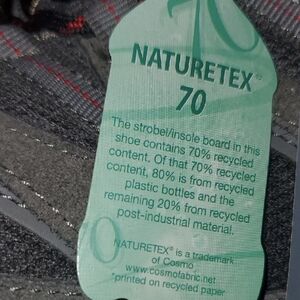 NATURETEX®
70
The strobel/insole board in this
shoe contains 70% recycled
content. Of that 70% recycled
content, 80% is from recycled
plastic bottles and the
remaining 20% from recycled
post-industrial material.
NATURETEX® is a trademark
of Cosmo
www.cosmofabric.net
*printed on recycled paper